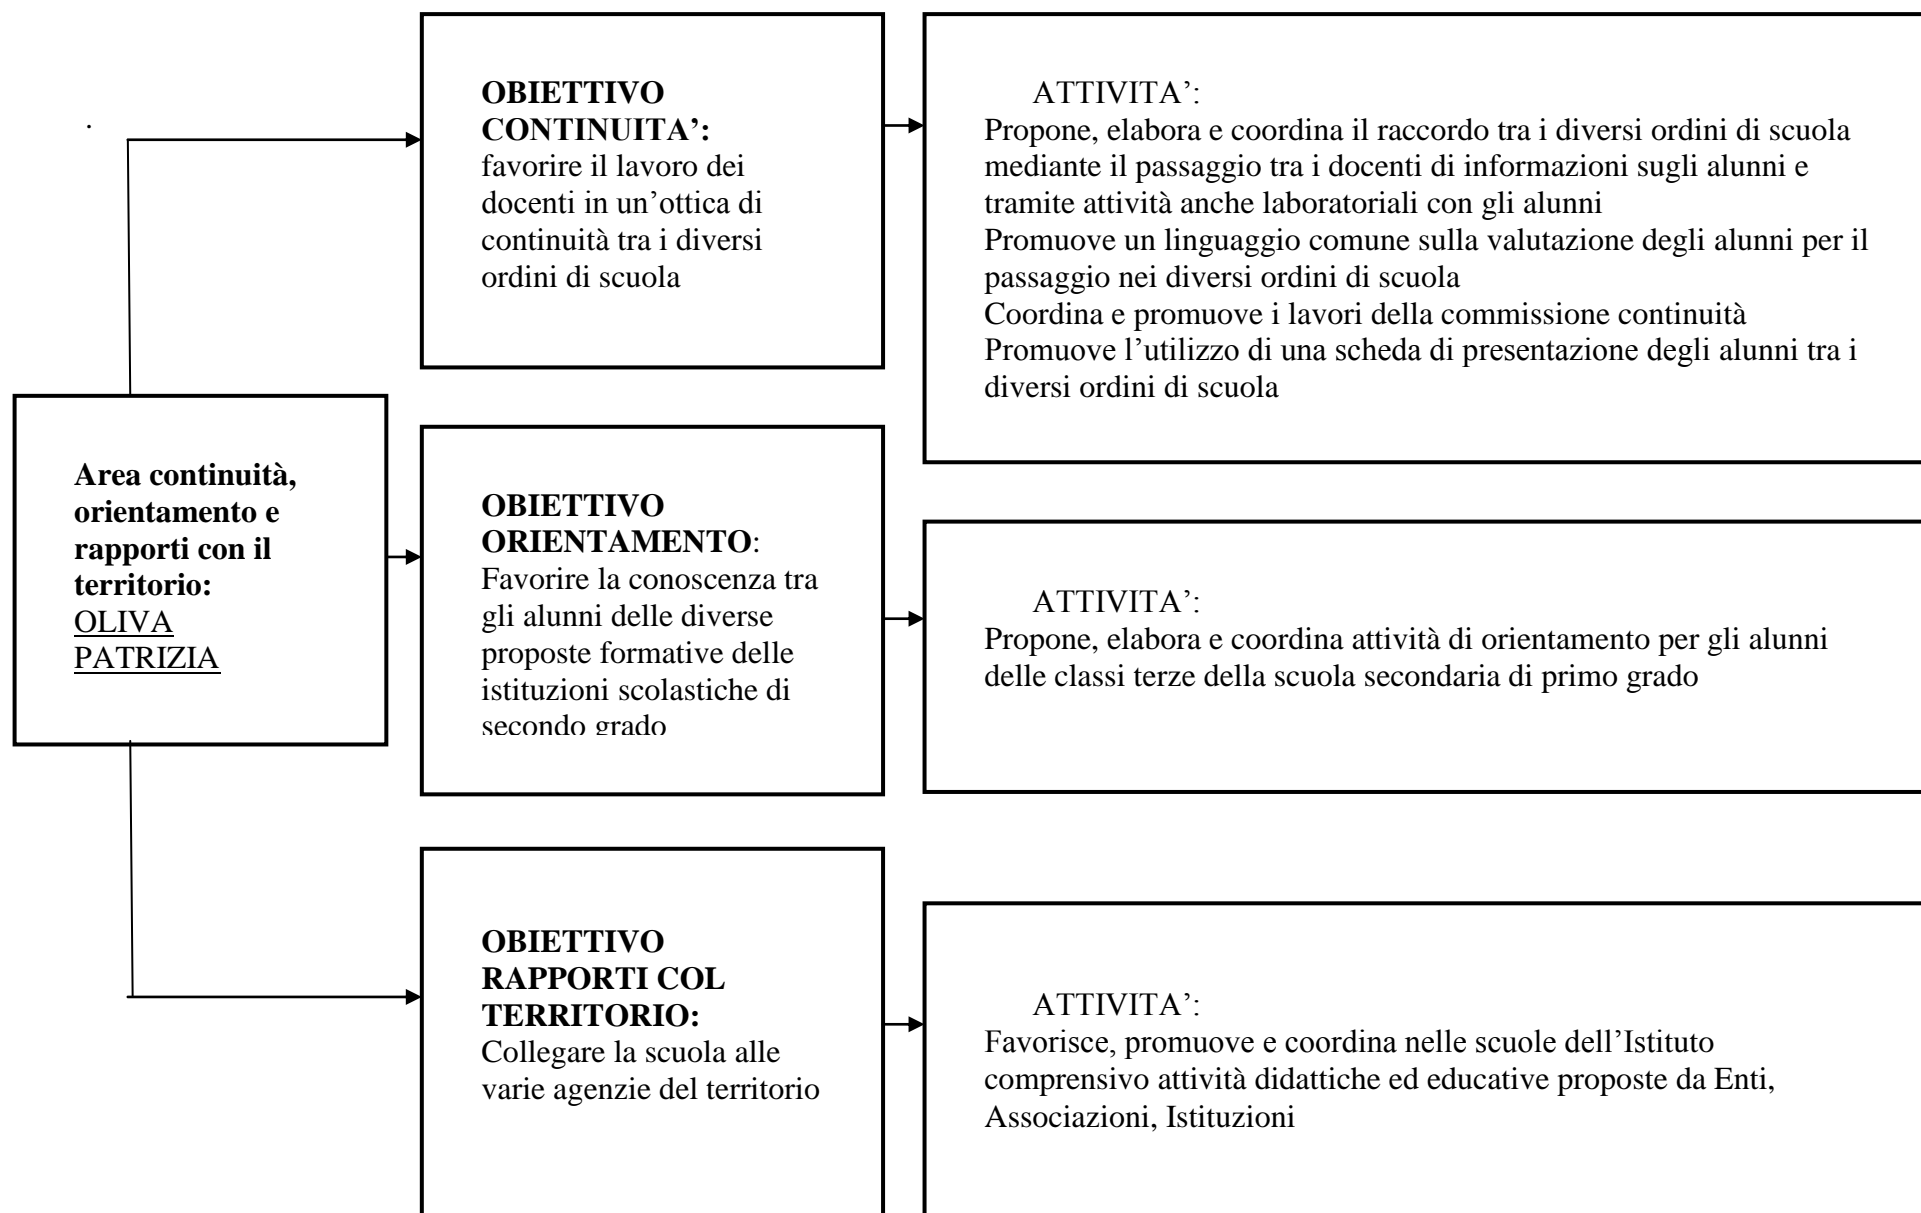 .
OBIETTIVO
CONTINUITA’:
favorire il lavoro dei
docenti in un’ottica di
continuità tra i diversi
ordini di scuola
ATTIVITA’:
Propone, elabora e coordina il raccordo tra i diversi ordini di scuola
mediante il passaggio tra i docenti di informazioni sugli alunni e
tramite attività anche laboratoriali con gli alunni
Promuove un linguaggio comune sulla valutazione degli alunni per il
passaggio nei diversi ordini di scuola
Coordina e promuove i lavori della commissione continuità
Promuove l’utilizzo di una scheda di presentazione degli alunni tra i
diversi ordini di scuola
Area continuità,
orientamento e
rapporti con il
territorio:
OLIVA
PATRIZIA
OBIETTIVO
ORIENTAMENTO:
Favorire la conoscenza tra
gli alunni delle diverse
proposte formative delle
istituzioni scolastiche di
secondo grado
ATTIVITA’:
Propone, elabora e coordina attività di orientamento per gli alunni
delle classi terze della scuola secondaria di primo grado
OBIETTIVO
RAPPORTI COL
TERRITORIO:
Collegare la scuola alle
varie agenzie del territorio
ATTIVITA’:
Favorisce, promuove e coordina nelle scuole dell’Istituto
comprensivo attività didattiche ed educative proposte da Enti,
Associazioni, Istituzioni